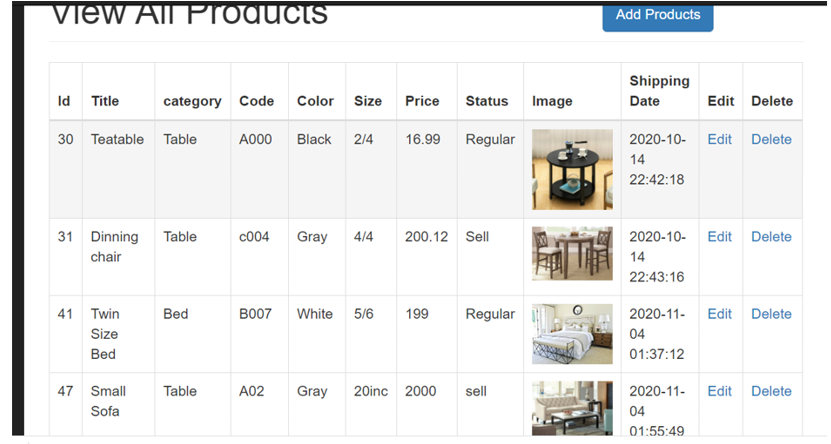 View All Products
Add Products
Id Title category Code Color Size Price Status Image Shipping Date Edit Delete
30 Teatable Table A000 Black 2/4 16.99 Regular 2020-10-14 22:42:18 Edit Delete
31 Dinning chair Table c004 Gray 4/4 200.12 Sell 2020-10-14 22:43:16 Edit Delete
41 Twin Size Bed Bed B007 White 5/6 199 Regular 2020-11-04 01:37:12 Edit Delete
47 Small Sofa Table A02 Gray 20inc 2000 sell 2020-11-04 01:55:49 Edit Delete